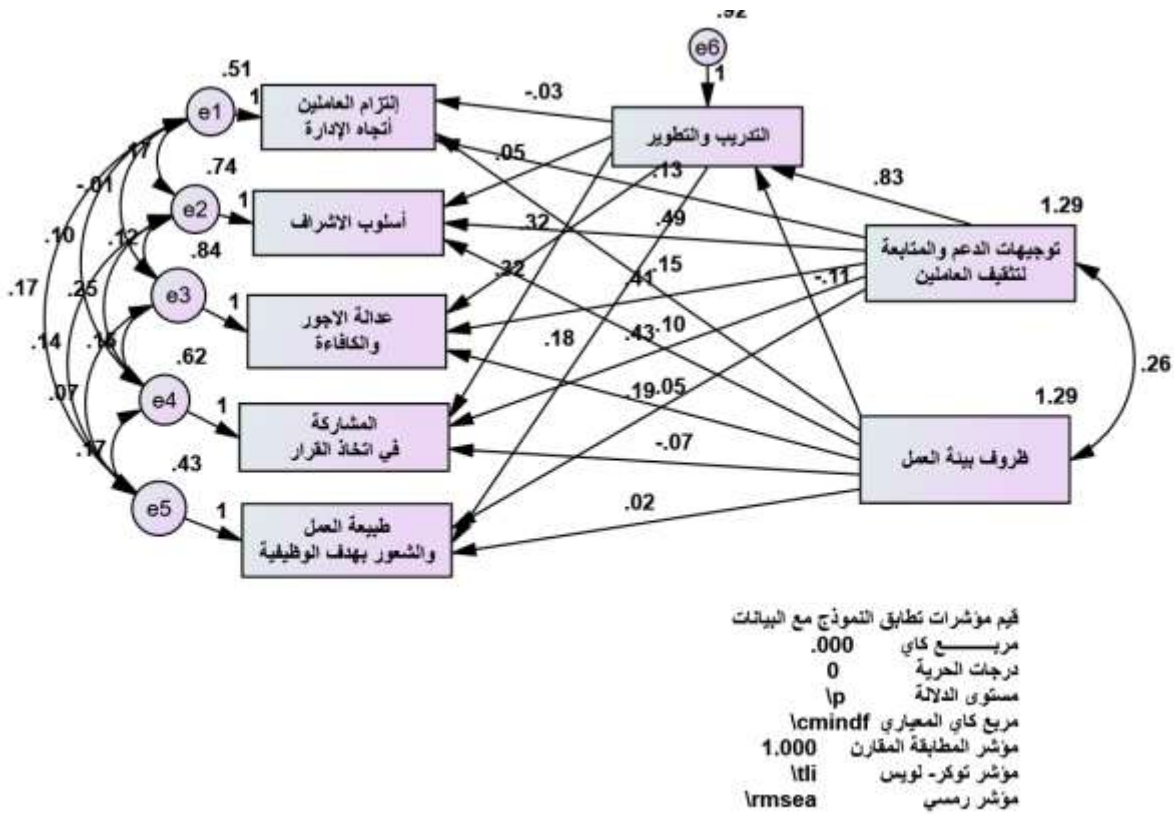 .92
e6
1
.51
e1
1
إلتزام العاملين
أتجاه الإدارة
-.03
التدريب والتطوير
.17
.74
.05
.13
.83
-.01
e2
1
أسلوب الاشراف
.32
.49
1.29
توجيهات الدعم والمتابعة
لتثقيف العاملين
.10
.12
.84
.22
.41
.15
-.11
.17
.25
e3
1
عدالة الاجور
والكافاءة
.18
.43
.10
.26
.14
.15
.62
.19
.05
1.29
.07
e4
1
المشاركة
في اتخاذ القرار
-.07
ظروف بيئة العمل
.17
.43
.02
e5
1
طبيعة العمل
والشعور بهدف الوظيفية
قيم مؤشرات تطابق النموذج مع البيانات
مربـــــــع كاي .000
درجات الحرية 0
مستوى الدلالة \p
مربع كاي المعياري \cmindf
مؤشر المطابقة المقارن 1.000
مؤشر توكر- لويس \tli
مؤشر رمسي \rmsea